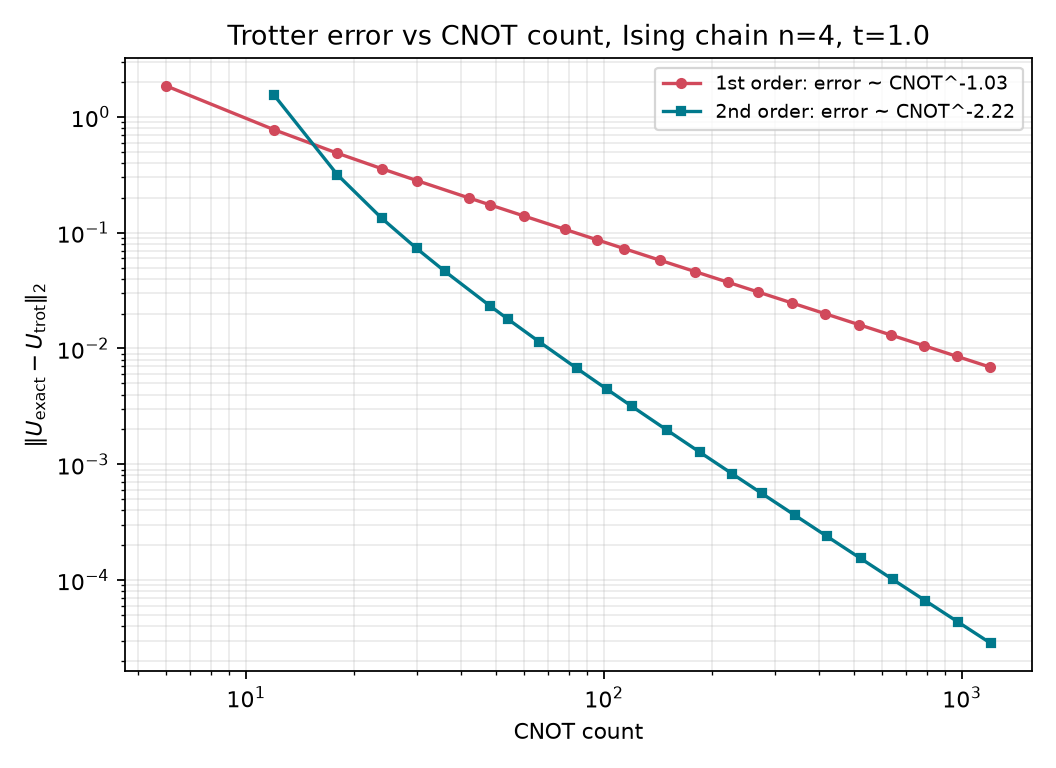 Trotter error vs CNOT count, Ising chain n=4, t=1.0
1st order: error ~ CNOT^-1.03
2nd order: error ~ CNOT^-2.22
‖U_exact − U_trot‖₂
10⁰
10⁻¹
10⁻²
10⁻³
10⁻⁴
10¹
10²
10³
CNOT count